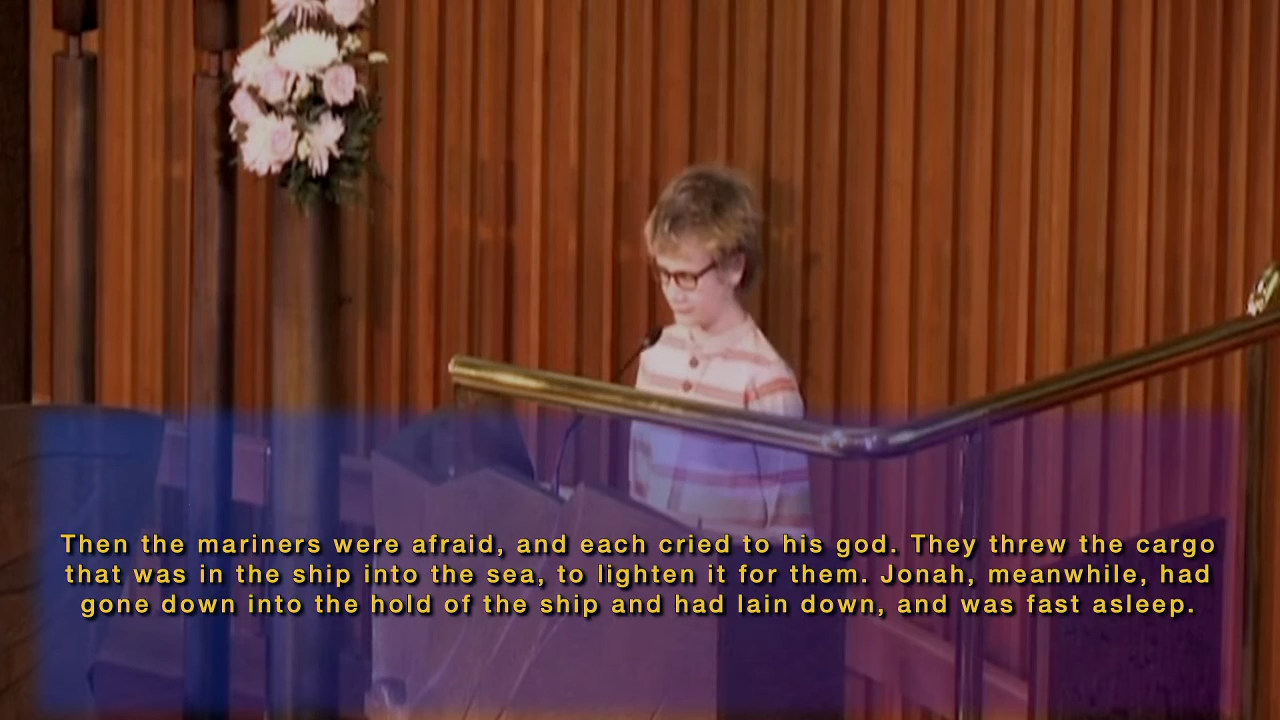 Then the mariners were afraid, and each cried to his god. They threw the cargo
that was in the ship into the sea, to lighten it for them. Jonah, meanwhile, had
gone down into the hold of the ship and had lain down, and was fast asleep.